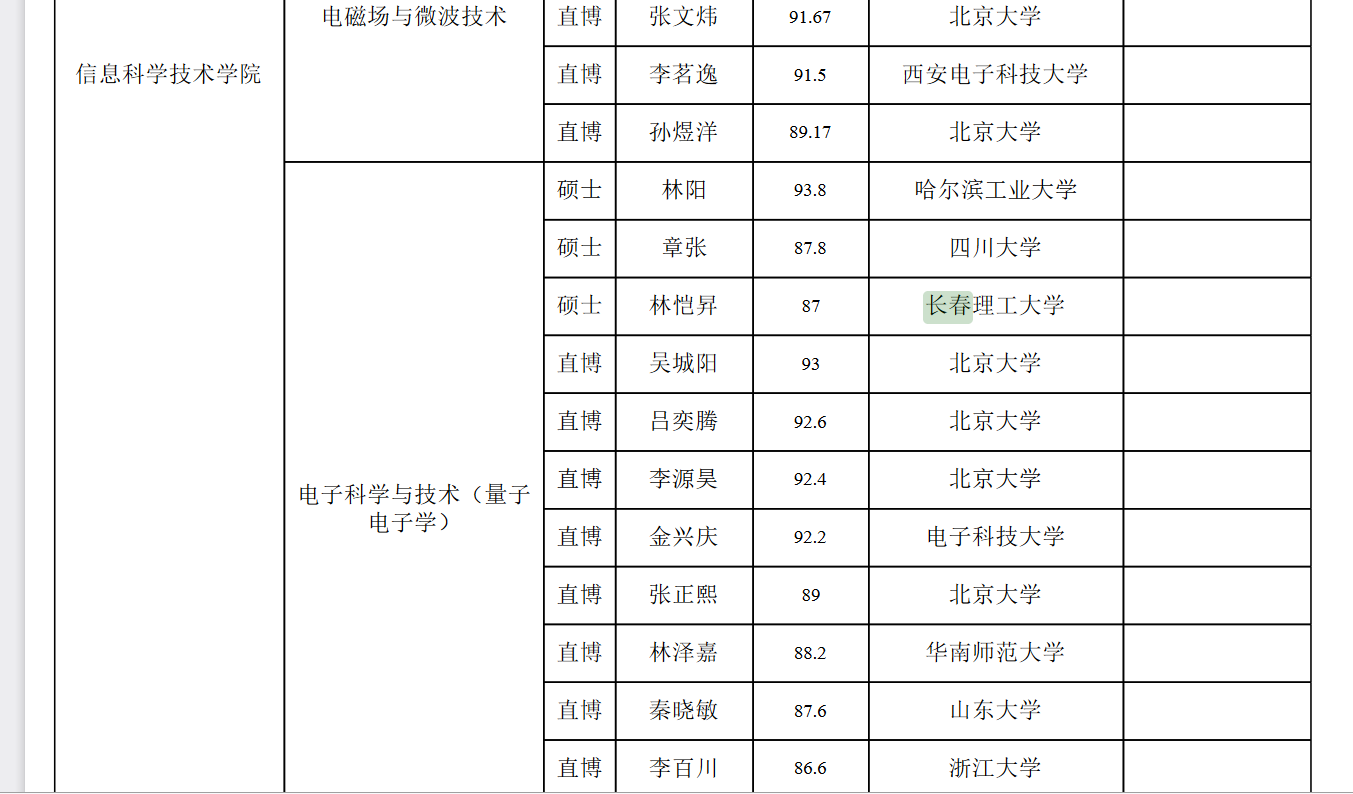 电磁场与微波技术 直博 张文炜 91.67 北京大学
信息科学技术学院 直博 李茗逸 91.5 西安电子科技大学
直博 孙煜洋 89.17 北京大学
硕士 林阳 93.8 哈尔滨工业大学
硕士 章张 87.8 四川大学
硕士 林恺昇 87 长春理工大学
直博 吴城阳 93 北京大学
直博 吕奕腾 92.6 北京大学
直博 李源昊 92.4 北京大学
电子科学与技术（量子
电子学）
直博 金兴庆 92.2 电子科技大学
直博 张正熙 89 北京大学
直博 林泽嘉 88.2 华南师范大学
直博 秦晓敏 87.6 山东大学
直博 李百川 86.6 浙江大学